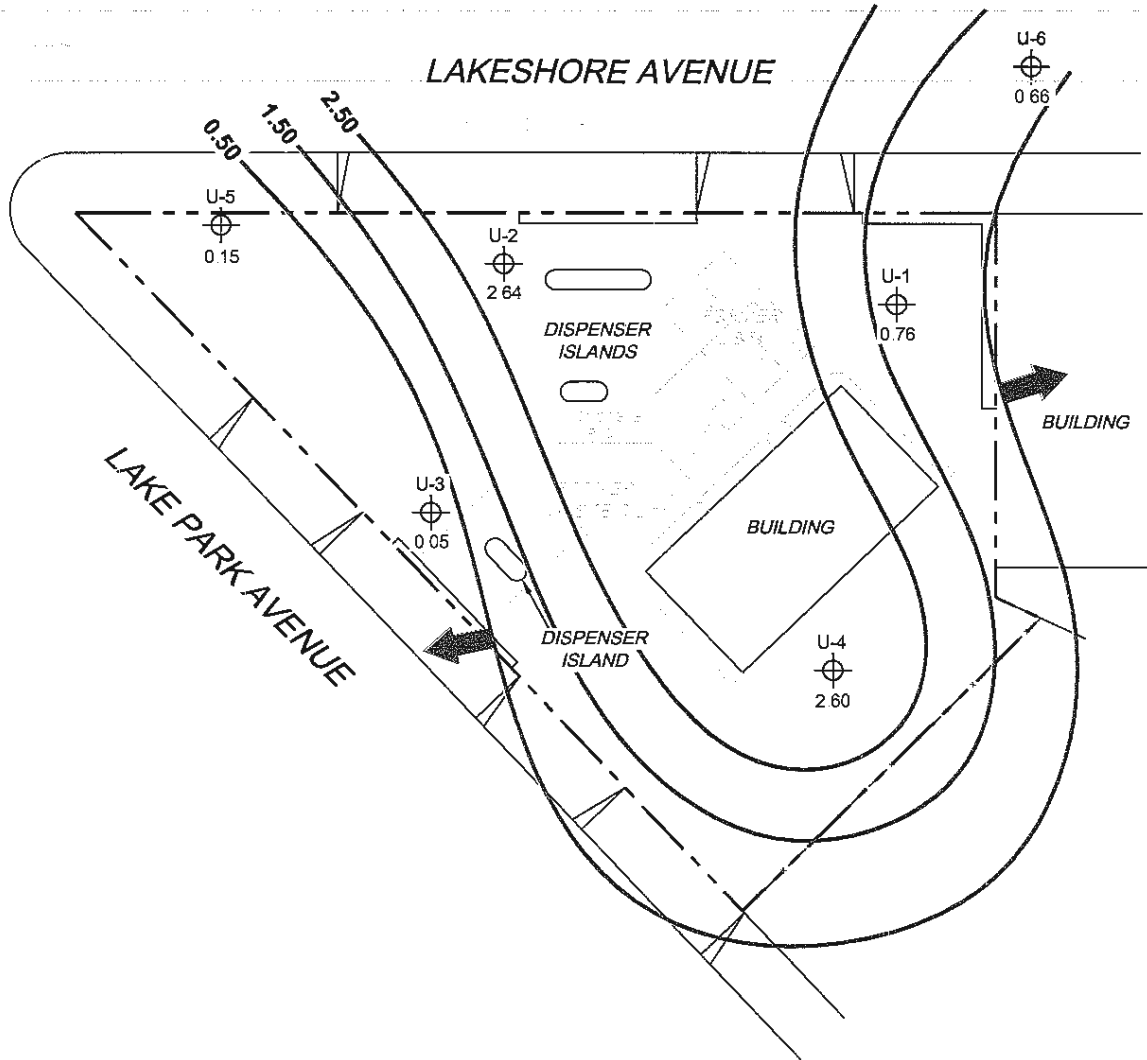 LAKESHORE AVENUE
U-6
0 66
0.50
1.50
2.50
U-5
0.15
U-2
2 64
U-1
0.76
DISPENSER
ISLANDS
BUILDING
LAKE PARK AVENUE
U-3
0 05
BUILDING
DISPENSER
ISLAND
U-4
2.60